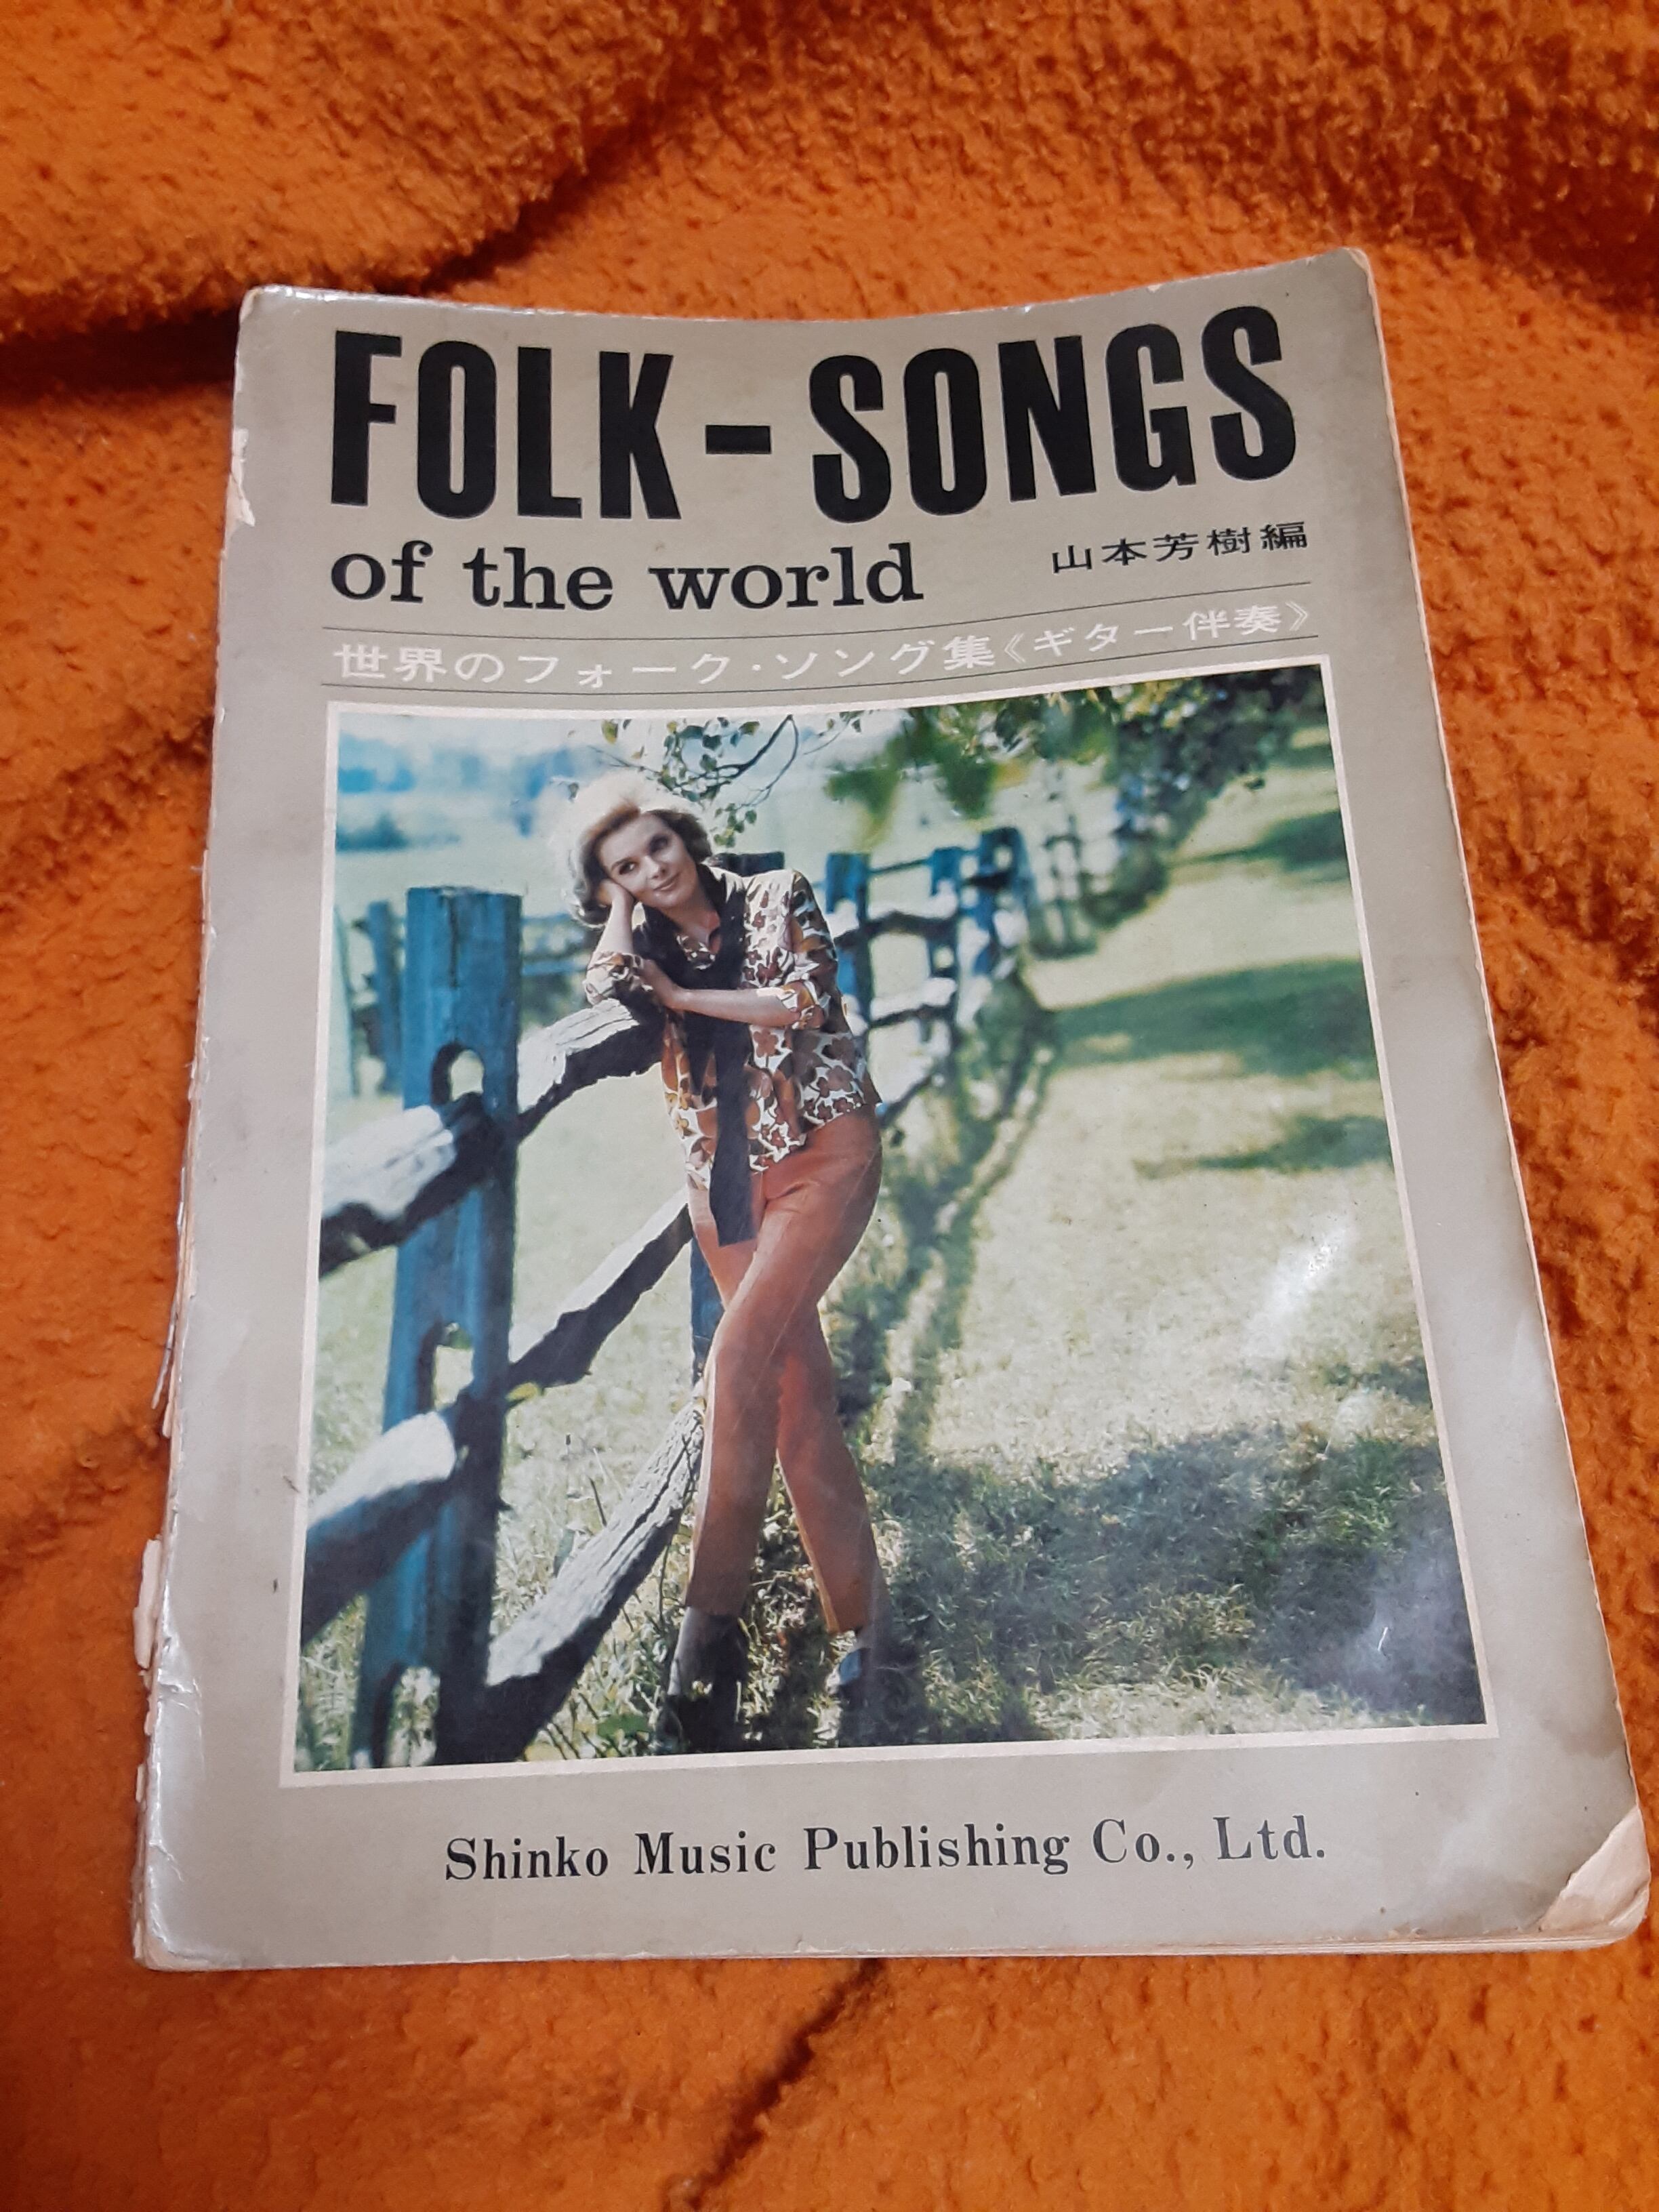 FOLK-SONGS
of the world
山本芳樹編
世界のフォーク・ソング集《ギター伴奏》
Shinko Music Publishing Co., Ltd.